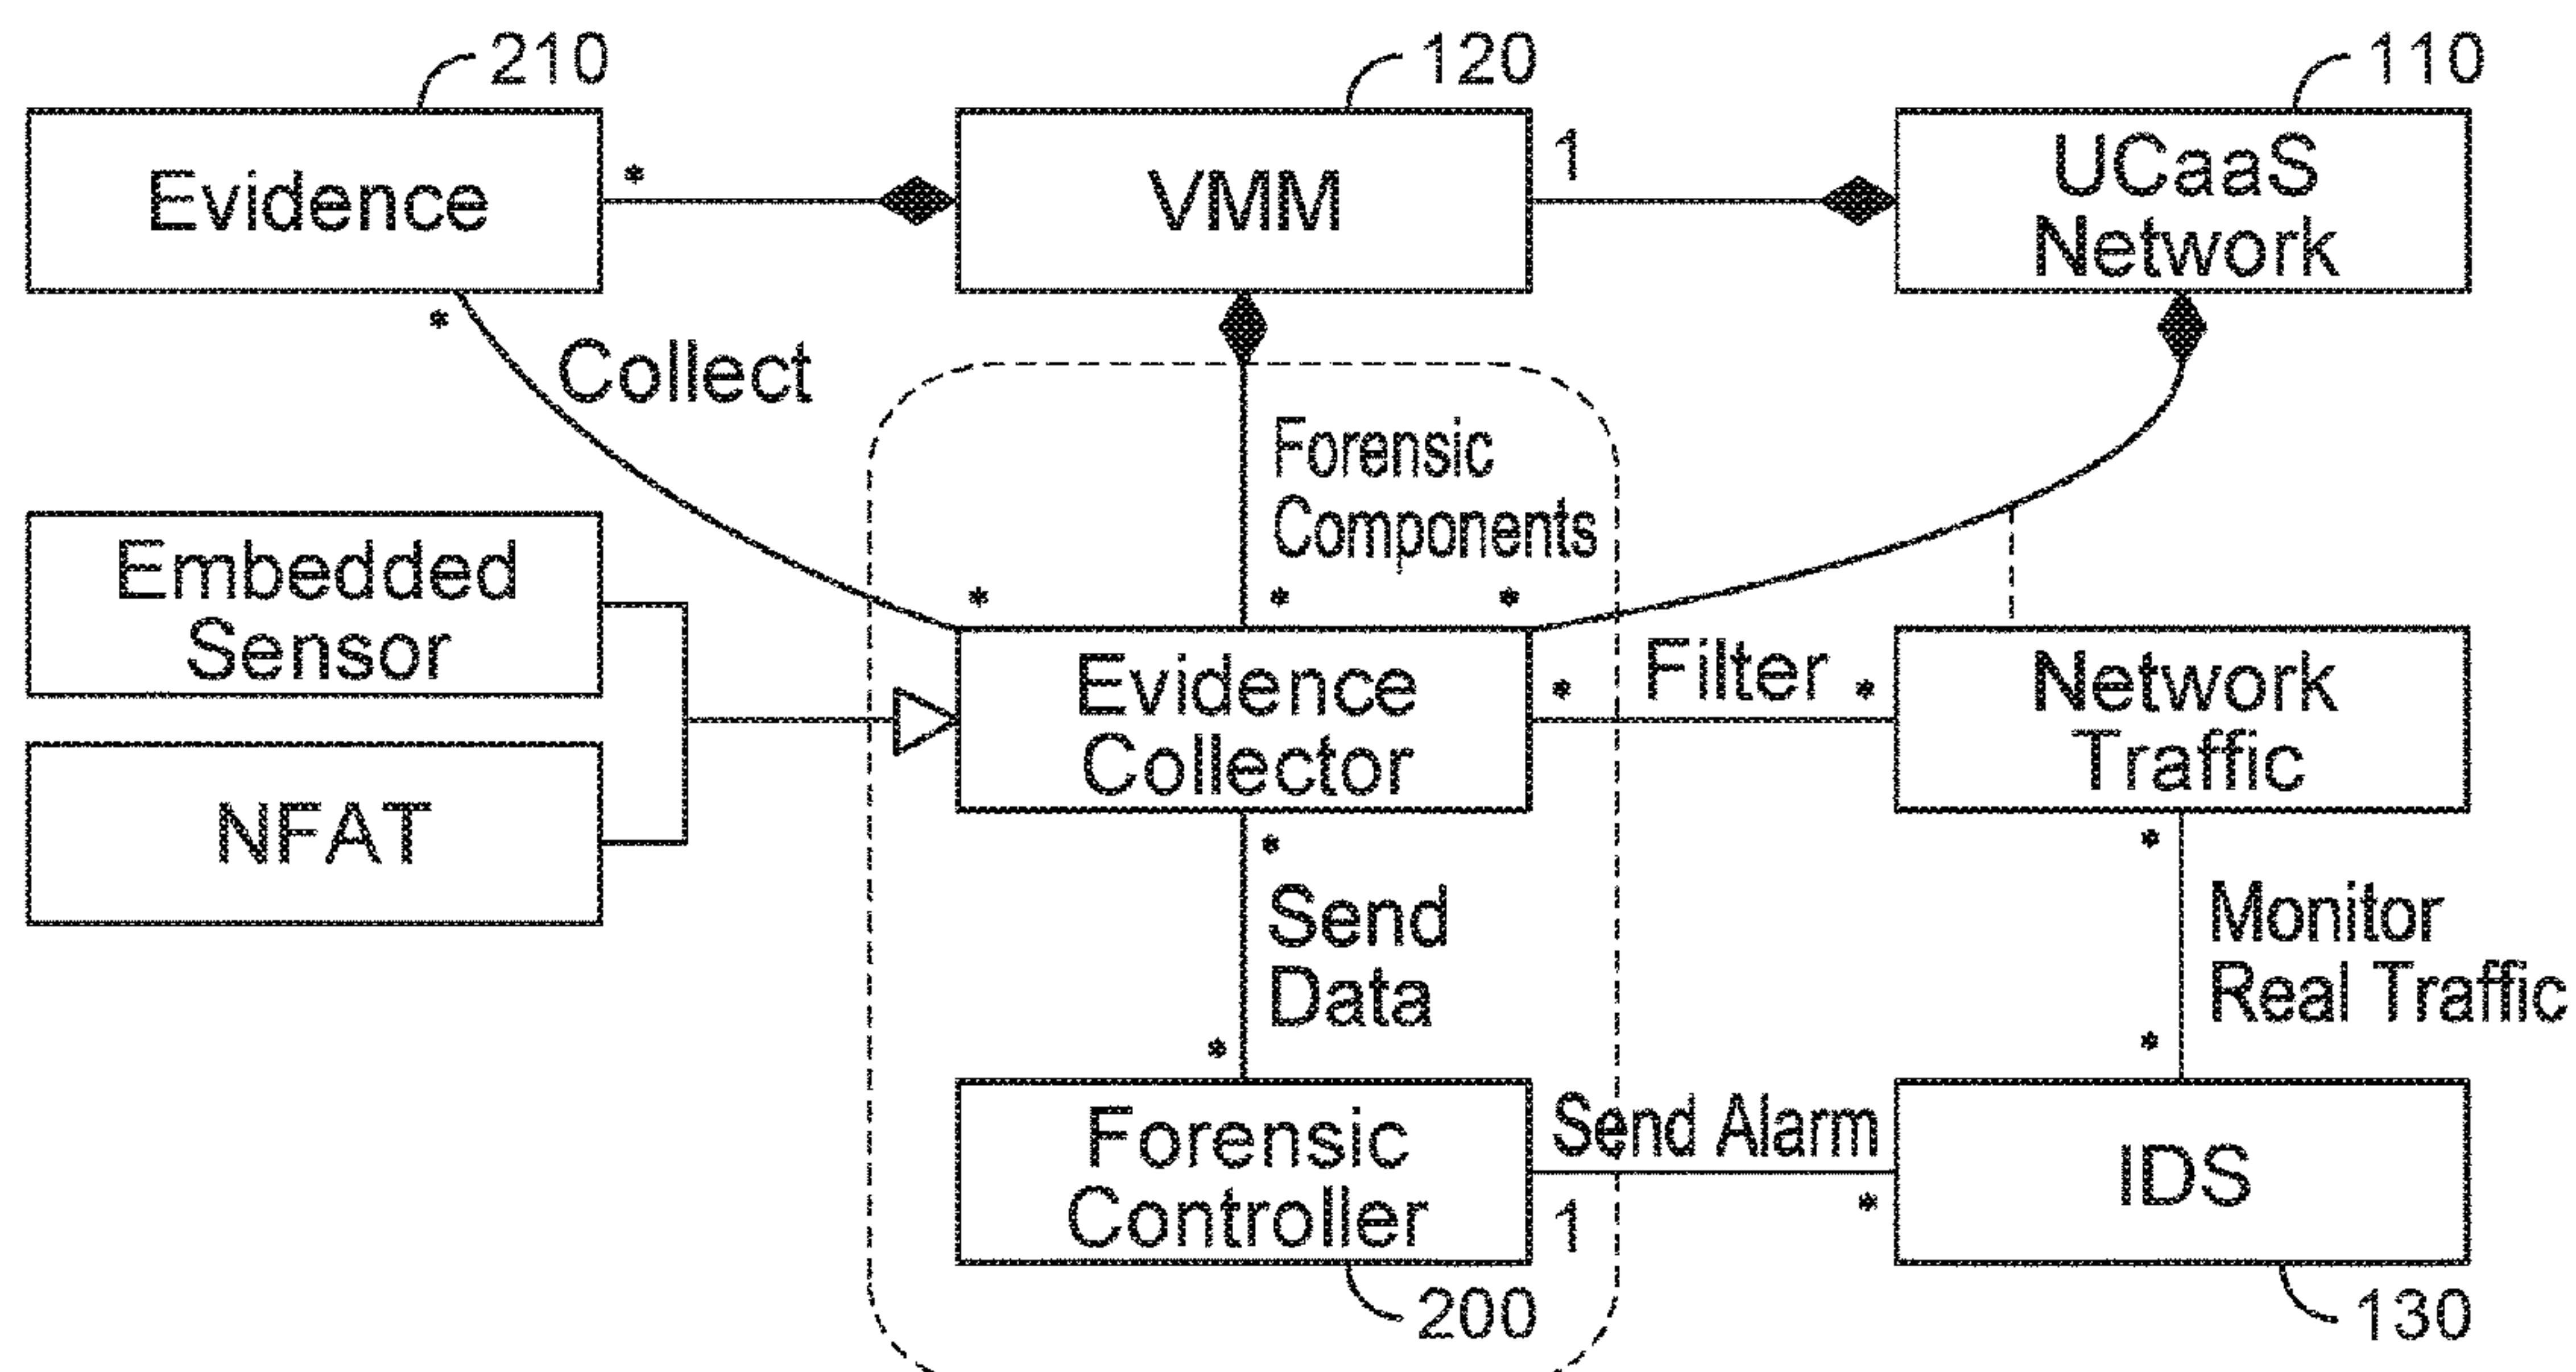 210
120
110
Evidence
*
VMM
1
UCaaS
Network
*
Collect
Forensic
Components
Embedded
Sensor
*
*
*
Evidence
Collector
*
Filter
*
Network
Traffic
NFAT
*
Send
Data
*
*
Monitor
Real Traffic
*
Forensic
Controller
Send Alarm
1
*
IDS
200
130